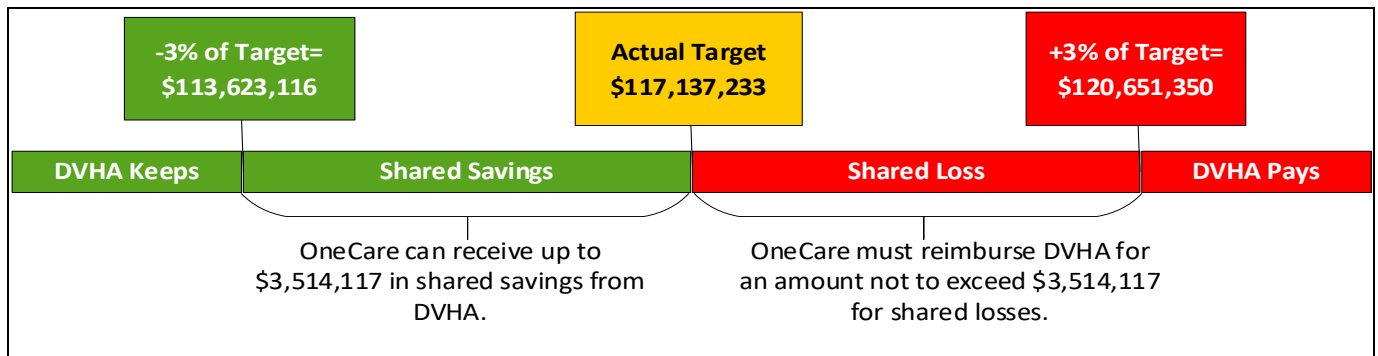 -3% of Target=
$113,623,116
Actual Target
$117,137,233
+3% of Target=
$120,651,350
DVHA Keeps
Shared Savings
Shared Loss
DVHA Pays
OneCare can receive up to
$3,514,117 in shared savings from
DVHA.
OneCare must reimburse DVHA for
an amount not to exceed $3,514,117
for shared losses.